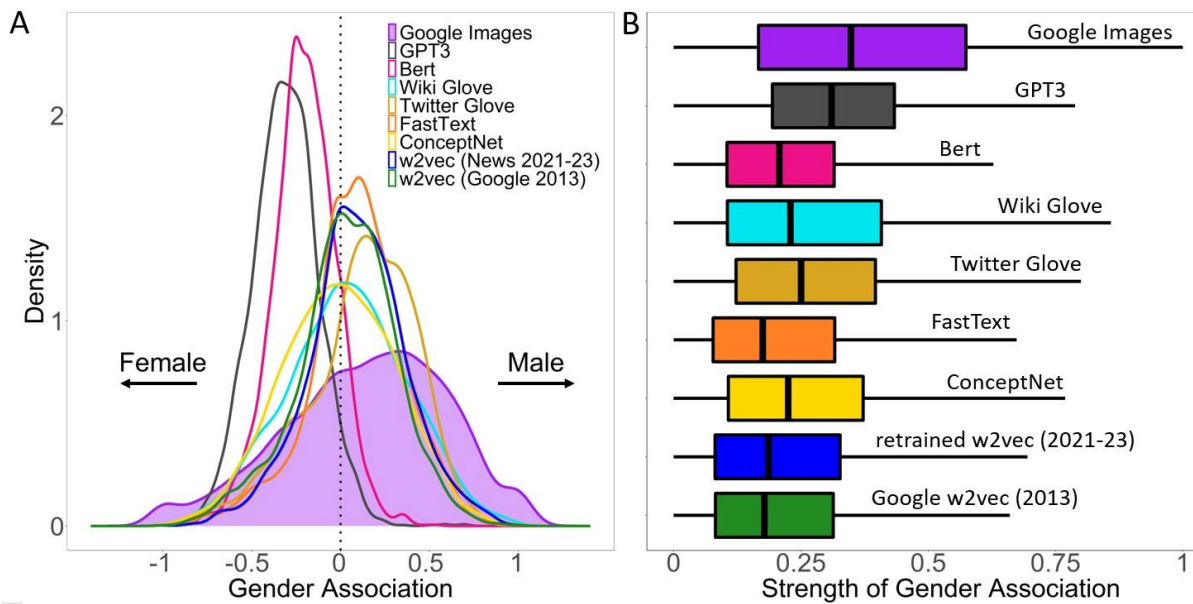 A
Google Images
GPT3
Bert
Wiki Glove
Twitter Glove
FastText
ConceptNet
w2vec (News 2021-23)
w2vec (Google 2013)
2
1
0
Density
Female
Male
-1
-0.5
0
0.5
1
Gender Association
B
Google Images
GPT3
Bert
Wiki Glove
Twitter Glove
FastText
ConceptNet
retrained w2vec (2021-23)
Google w2vec (2013)
0
0.25
0.5
0.75
1
Strength of Gender Association